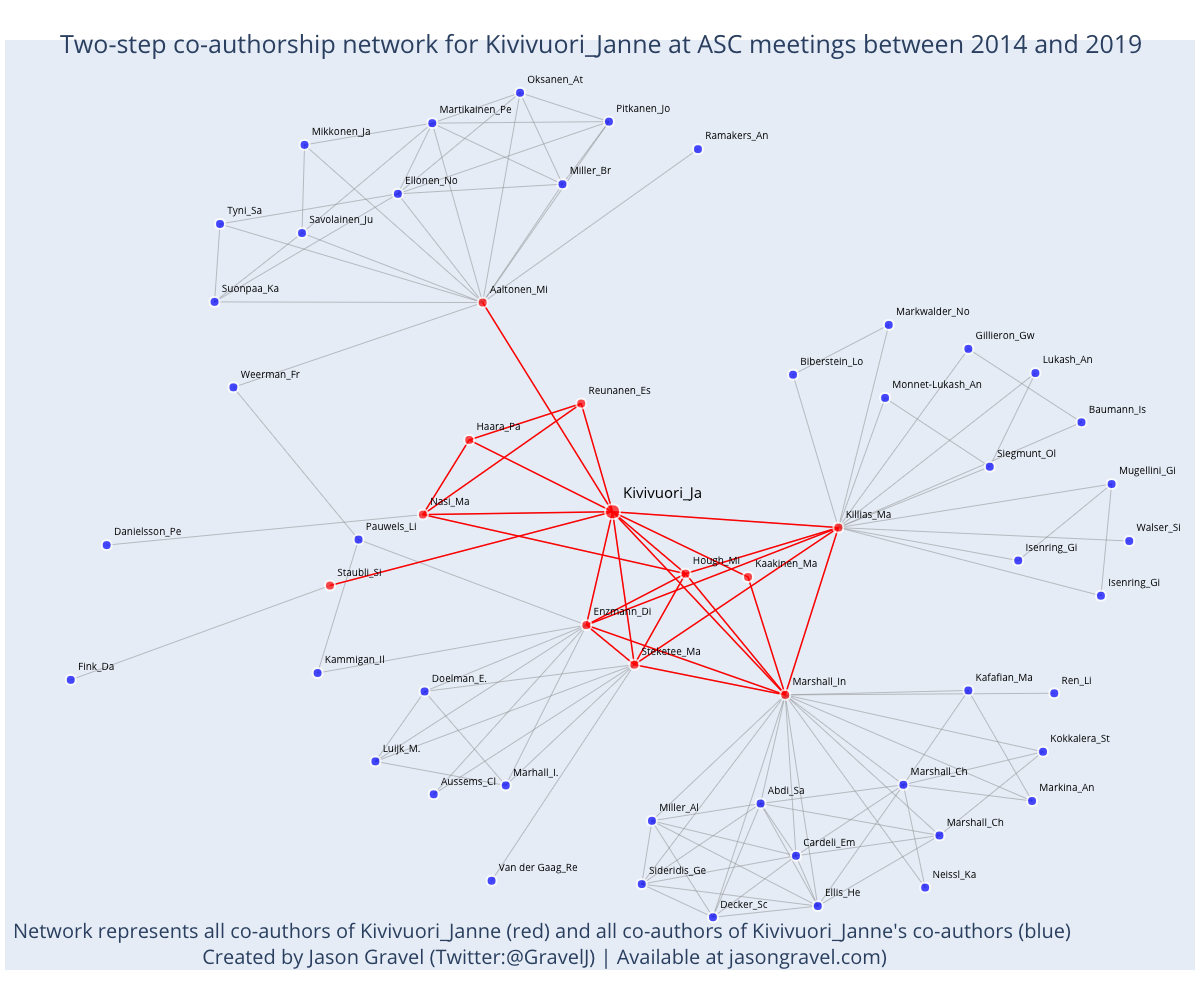 Two-step co-authorship network for Kivivuori_Janne at ASC meetings between 2014 and 2019
Oksanen_At
Martikainen_Pe
Pitkanen_Jo
Mikkonen_Ja
Ramakers_An
Miller_Br
Ellonen_No
Tyni_Sa
Savolainen_Ju
Suonpaa_Ka
Aaltonen_Mi
Markwalder_No
Gillieron_Gw
Biberstein_Lo
Lukash_An
Weerman_Fr
Monnet-Lukash_An
Reunanen_Es
Baumann_Is
Haara_Pa
Siegmunt_Ol
Mugellini_Gi
Kivivuori_Ja
Nasi_Ma
Killias_Ma
Pauwels_Li
Danielsson_Pe
Walser_Si
Isenring_Gi
Hough_Mi
Kaakinen_Ma
Staubli_Si
Isenring_Gi
Enzmann_Di
Steketee_Ma
Kammigan_Il
Fink_Da
Doelman_E.
Marshall_In
Kafafian_Ma
Ren_Li
Kokkalera_St
Luijk_M.
Aussems_Cl
Marhall_I.
Marshall_Ch
Markina_An
Abdi_Sa
Miller_Al
Marshall_Ch
Cardeli_Em
Van der Gaag_Re
Sideridis_Ge
Neissl_Ka
Ellis_He
Decker_Sc
Network represents all co-authors of Kivivuori_Janne (red) and all co-authors of Kivivuori_Janne's co-authors (blue)
Created by Jason Gravel (Twitter:@GravelJ) | Available at jasongravel.com)